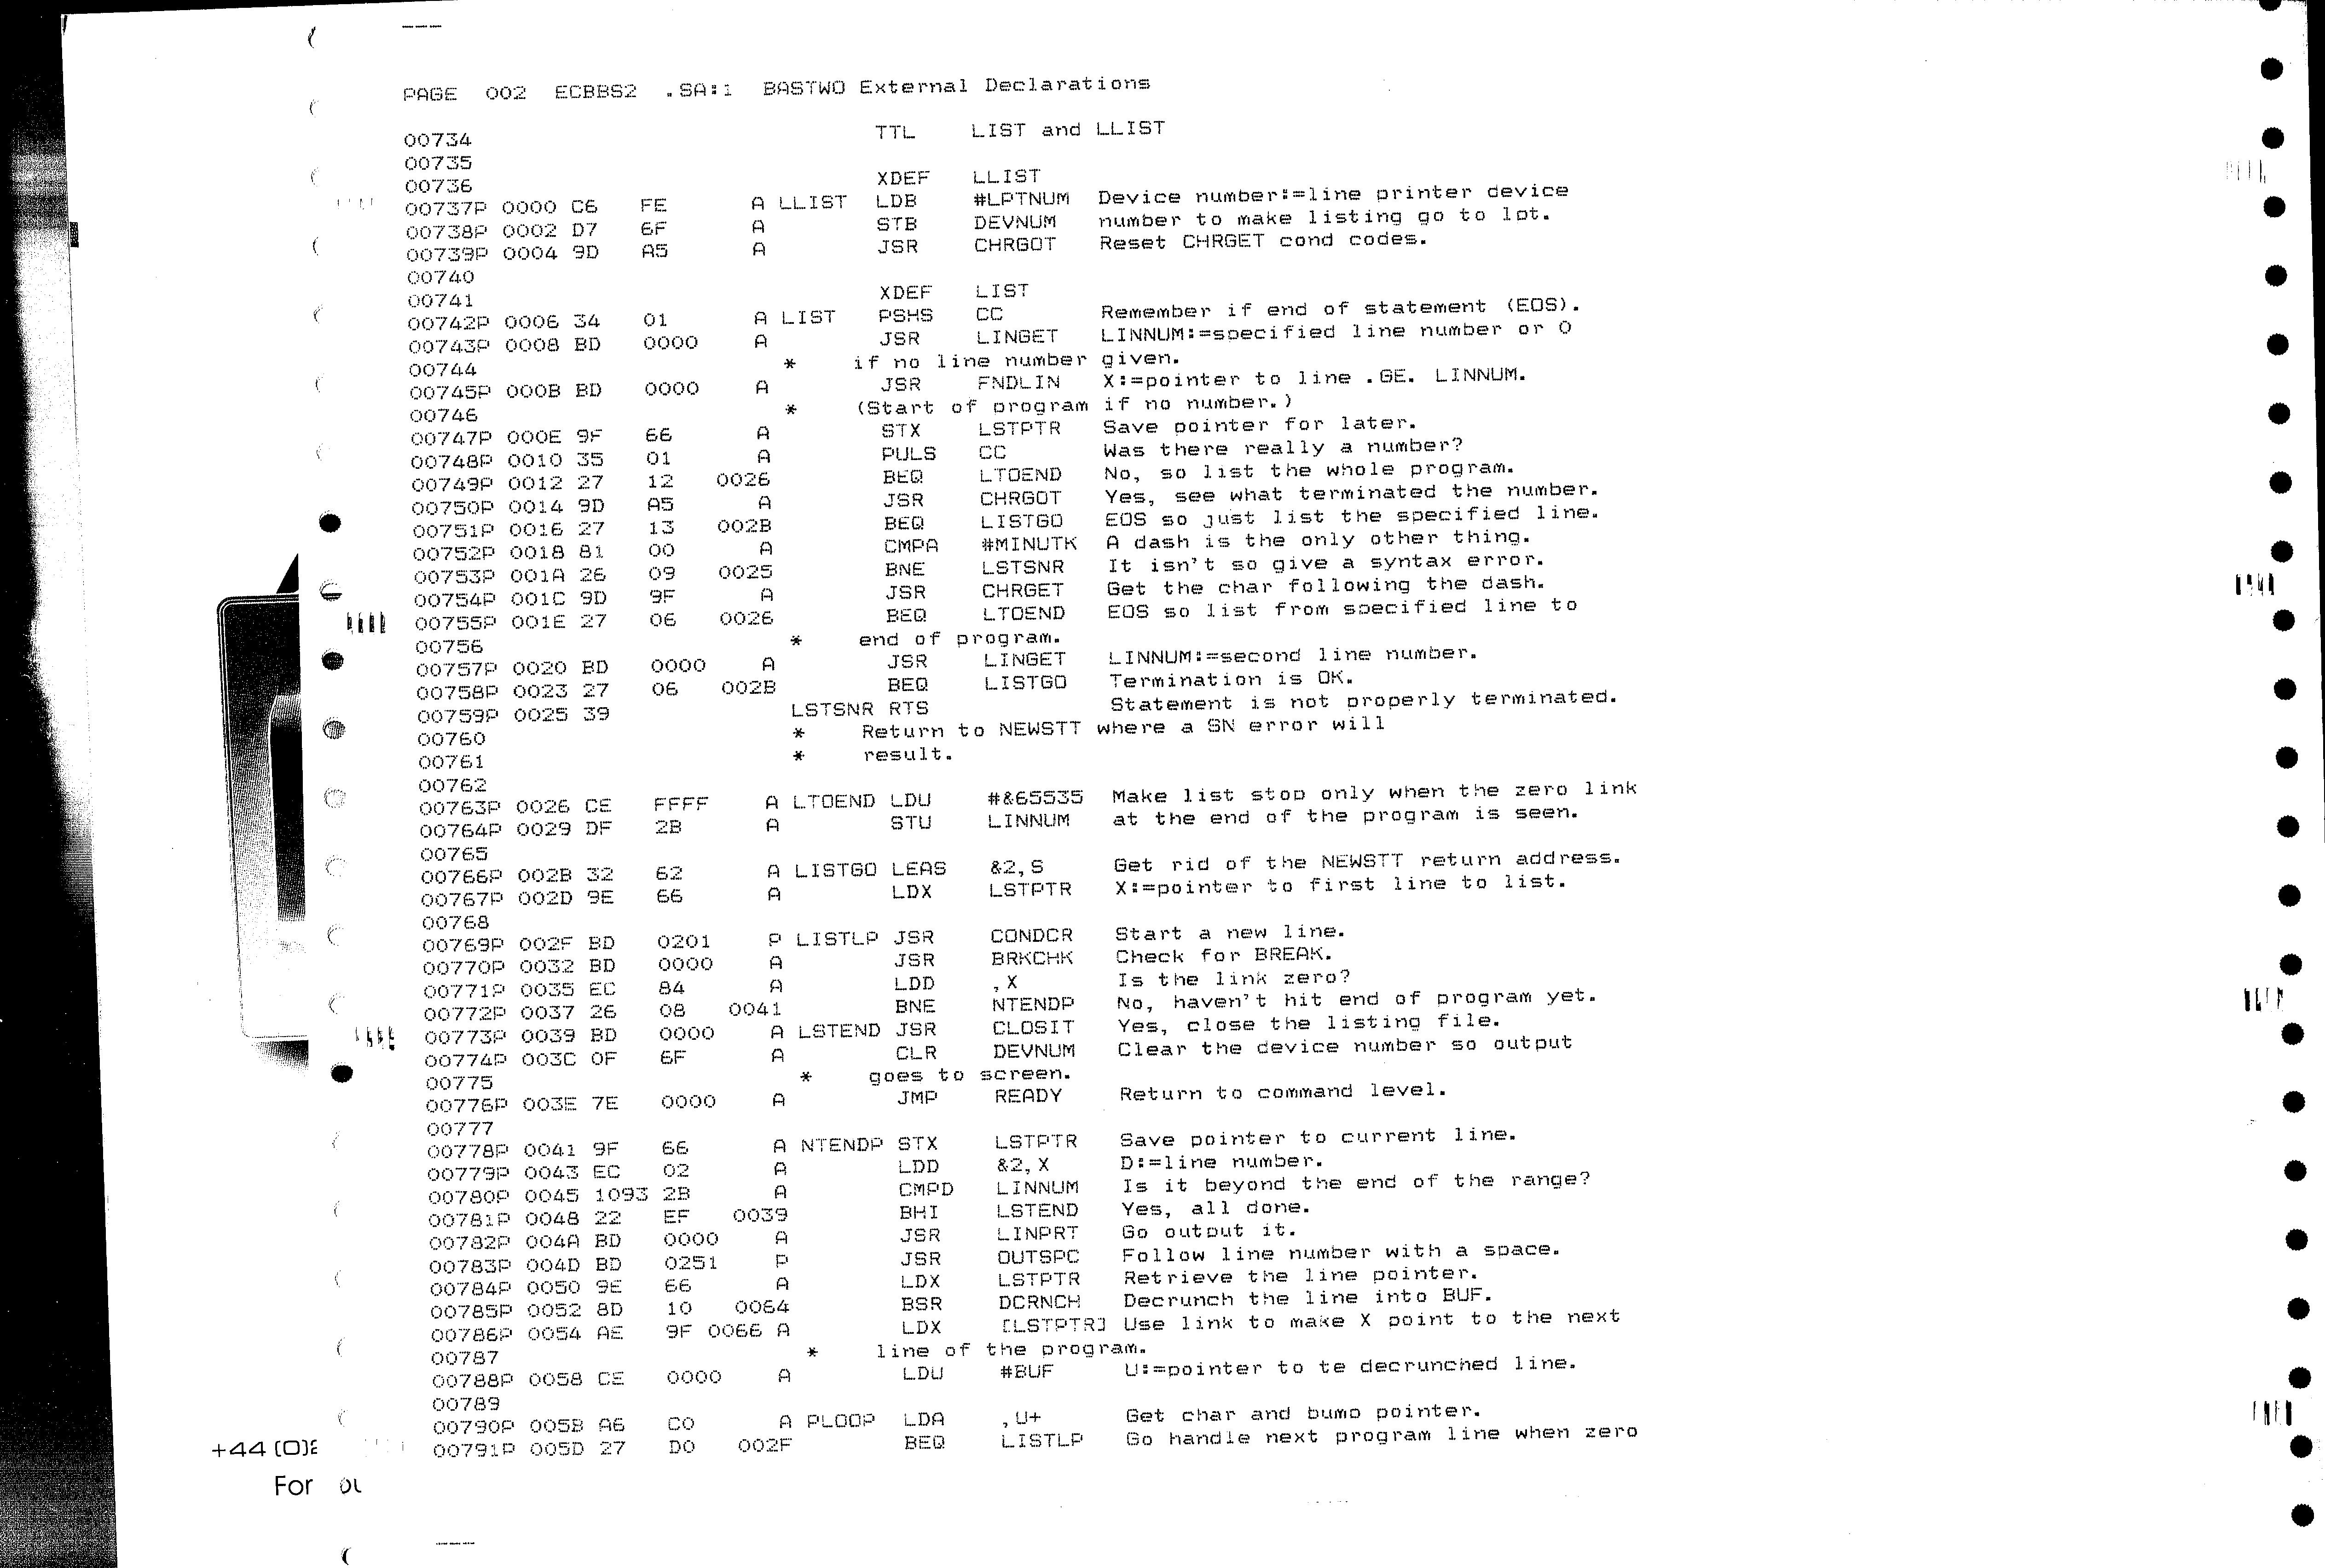 PAGE  002  ECBBS2  .SA:1  BASTWO External Declarations
00734                              TTL    LIST and LLIST
00735
00736                              XDEF   LLIST
00737P 0000 C6   FE      A LLIST  LDB    #LPTNUM  Device number:=line printer device
00738P 0002 D7   6F      A        STB    DEVNUM   number to make listing go to lpt.
00739P 0004 9D   A5      A        JSR    CHRGOT   Reset CHRGET cond codes.
00740
00741                              XDEF   LIST
00742P 0006 34   01      A LIST   PSHS   CC       Remember if end of statement (EOS).
00743P 0008 BD   0000    A        JSR    LINGET   LINNUM:=specified line number or 0
00744                      *    if no line number given.
00745P 000B BD   0000    A        JSR    FNDLIN   X:=pointer to line .GE. LINNUM.
00746                      *    (Start of program if no number.)
00747P 000E 9F   66      A        STX    LSTPTR   Save pointer for later.
00748P 0010 35   01      A        PULS   CC       Was there really a number?
00749P 0012 27   12   0026        BEQ    LTOEND   No, so list the whole program.
00750P 0014 9D   A5      A        JSR    CHRGOT   Yes, see what terminated the number.
00751P 0016 27   13   002B        BEQ    LISTGO   EOS so just list the specified line.
00752P 0018 81   00      A        CMPA   #MINUTK  A dash is the only other thing.
00753P 001A 26   09   0025        BNE    LSTSNR   It isn't so give a syntax error.
00754P 001C 9D   9F      A        JSR    CHRGET   Get the char following the dash.
00755P 001E 27   06   0026        BEQ    LTOEND   EOS so list from specified line to
00756                      *    end of program.
00757P 0020 BD   0000    A        JSR    LINGET   LINNUM:=second line number.
00758P 0023 27   06   002B        BEQ    LISTGO   Termination is OK.
00759P 0025 39             LSTSNR RTS             Statement is not properly terminated.
00760                      *    Return to NEWSTT where a SN error will
00761                      *    result.
00762
00763P 0026 CE   FFFF    A LTOEND LDU    #&65535  Make list stop only when the zero link
00764P 0029 DF   2B      A        STU    LINNUM   at the end of the program is seen.
00765
00766P 002B 32   62      A LISTGO LEAS   &2,S     Get rid of the NEWSTT return address.
00767P 002D 9E   66      A        LDX    LSTPTR   X:=pointer to first line to list.
00768
00769P 002F BD   0201    P LISTLP JSR    CONDCR   Start a new line.
00770P 0032 BD   0000    A        JSR    BRKCHK   Check for BREAK.
00771P 0035 EC   84      A        LDD    ,X       Is the link zero?
00772P 0037 26   08   0041        BNE    NTENDP   No, haven't hit end of program yet.
00773P 0039 BD   0000    A LSTEND JSR    CLOSIT   Yes, close the listing file.
00774P 003C 0F   6F      A        CLR    DEVNUM   Clear the device number so output
00775                      *    goes to screen.
00776P 003E 7E   0000    A        JMP    READY    Return to command level.
00777
00778P 0041 9F   66      A NTENDP STX    LSTPTR   Save pointer to current line.
00779P 0043 EC   02      A        LDD    &2,X     D:=line number.
00780P 0045 1093 2B      A        CMPD   LINNUM   Is it beyond the end of the range?
00781P 0048 22   EF   0039        BHI    LSTEND   Yes, all done.
00782P 004A BD   0000    A        JSR    LINPRT   Go output it.
00783P 004D BD   0251    P        JSR    OUTSPC   Follow line number with a space.
00784P 0050 9E   66      A        LDX    LSTPTR   Retrieve the line pointer.
00785P 0052 8D   10   0064        BSR    DCRNCH   Decrunch the line into BUF.
00786P 0054 AE   9F 0066 A        LDX    [LSTPTR] Use link to make X point to the next
00787                      *    line of the program.
00788P 0058 CE   0000    A        LDU    #BUF     U:=pointer to te decrunched line.
00789
00790P 005B A6   C0      A PLOOP  LDA    ,U+      Get char and bump pointer.
00791P 005D 27   D0   002F        BEQ    LISTLP   Go handle next program line when zero
+44 (0)
For